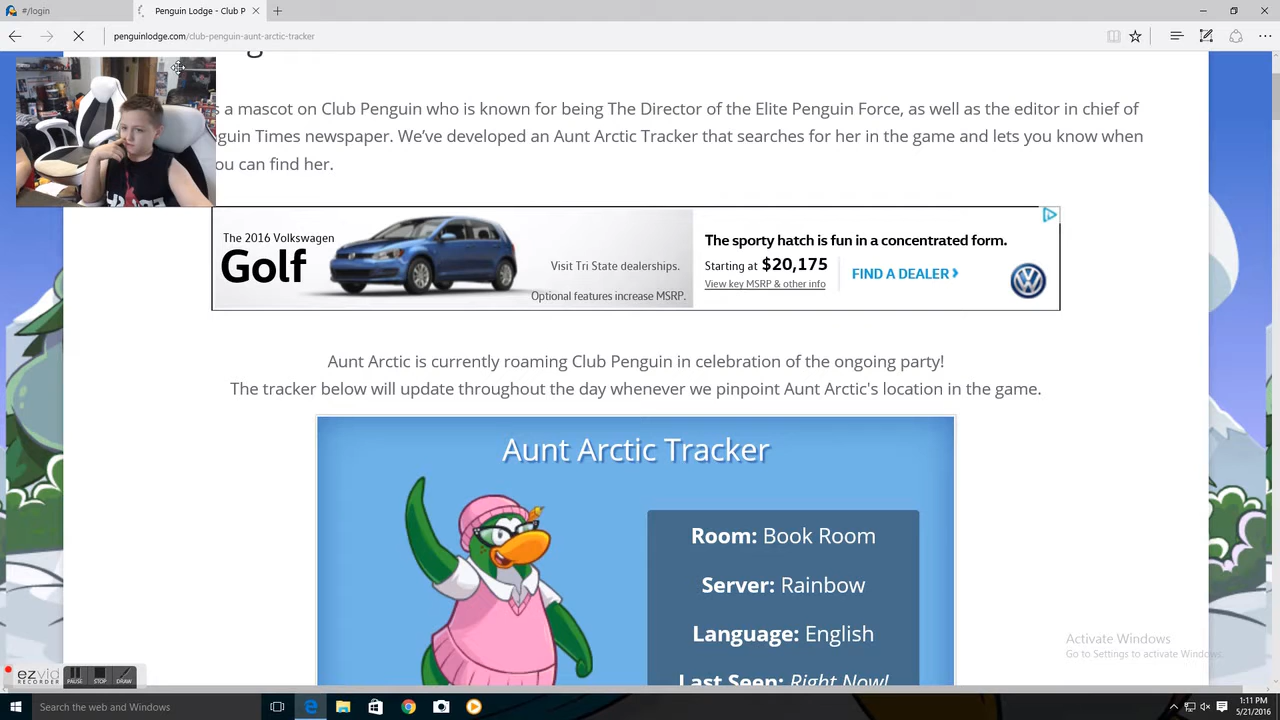 #/login
Penguin Lodge - Club P
penguinlodge.com/club-penguin-aunt-arctic-tracker
s a mascot on Club Penguin who is known for being The Director of the Elite Penguin Force, as well as the editor in chief of
guin Times newspaper. We've developed an Aunt Arctic Tracker that searches for her in the game and lets you know when
ou can find her.
The 2016 Volkswagen
Golf
Visit Tri State dealerships.
Optional features increase MSRP.
The sporty hatch is fun in a concentrated form.
Starting at $20,175
View key MSRP & other info
FIND A DEALER
Aunt Arctic is currently roaming Club Penguin in celebration of the ongoing party!
The tracker below will update throughout the day whenever we pinpoint Aunt Arctic's location in the game.
Aunt Arctic Tracker
Room: Book Room
Server: Rainbow
Language: English
Last Seen: Right Now!
Activate Windows
Go to Settings to activate Windows.
ezvid
RECORDER
PAUSE
STOP
DRAW
Search the web and Windows
1:11 PM
5/21/2016